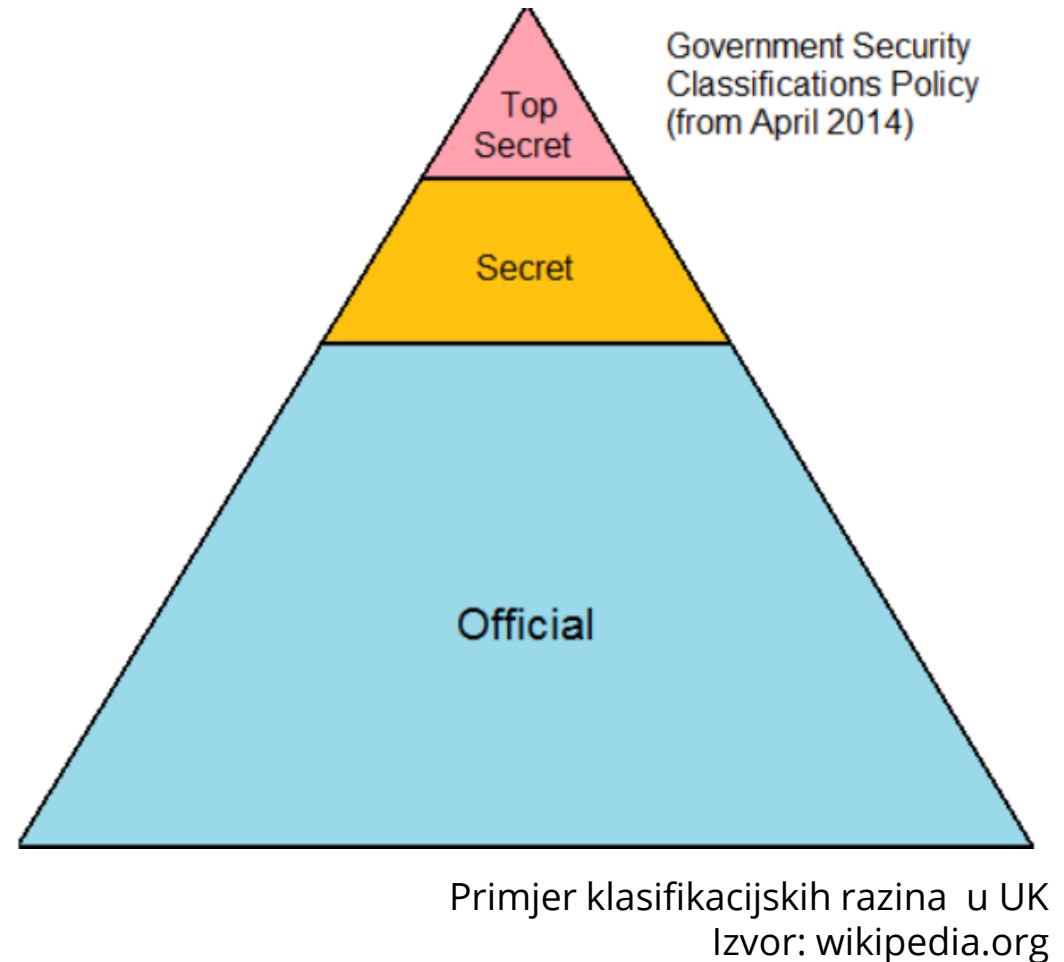 Government Security
Classifications Policy
(from April 2014)
Top
Secret
Secret
Official
Primjer klasifikacijskih razina  u UK
Izvor: wikipedia.org